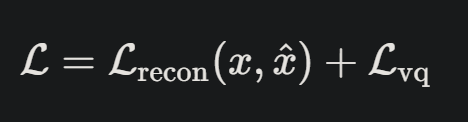 ℒ = ℒ_recon(x, x̂) + ℒ_vq